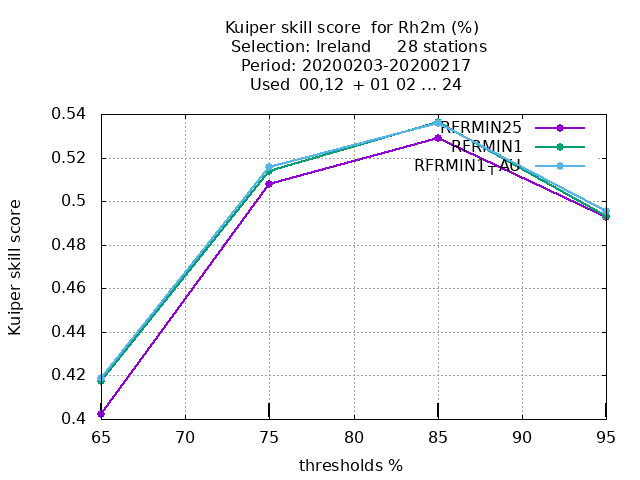 Kuiper skill score  for Rh2m (%)
Selection: Ireland     28 stations
Period: 20200203-20200217
Used  00,12  + 01 02 ... 24
0.54
0.52
0.5
0.48
0.46
0.44
0.42
0.4
Kuiper skill score
RFRMIN25
RFRMIN1
RFRMIN1+AU
65 70 75 80 85 90 95
thresholds %